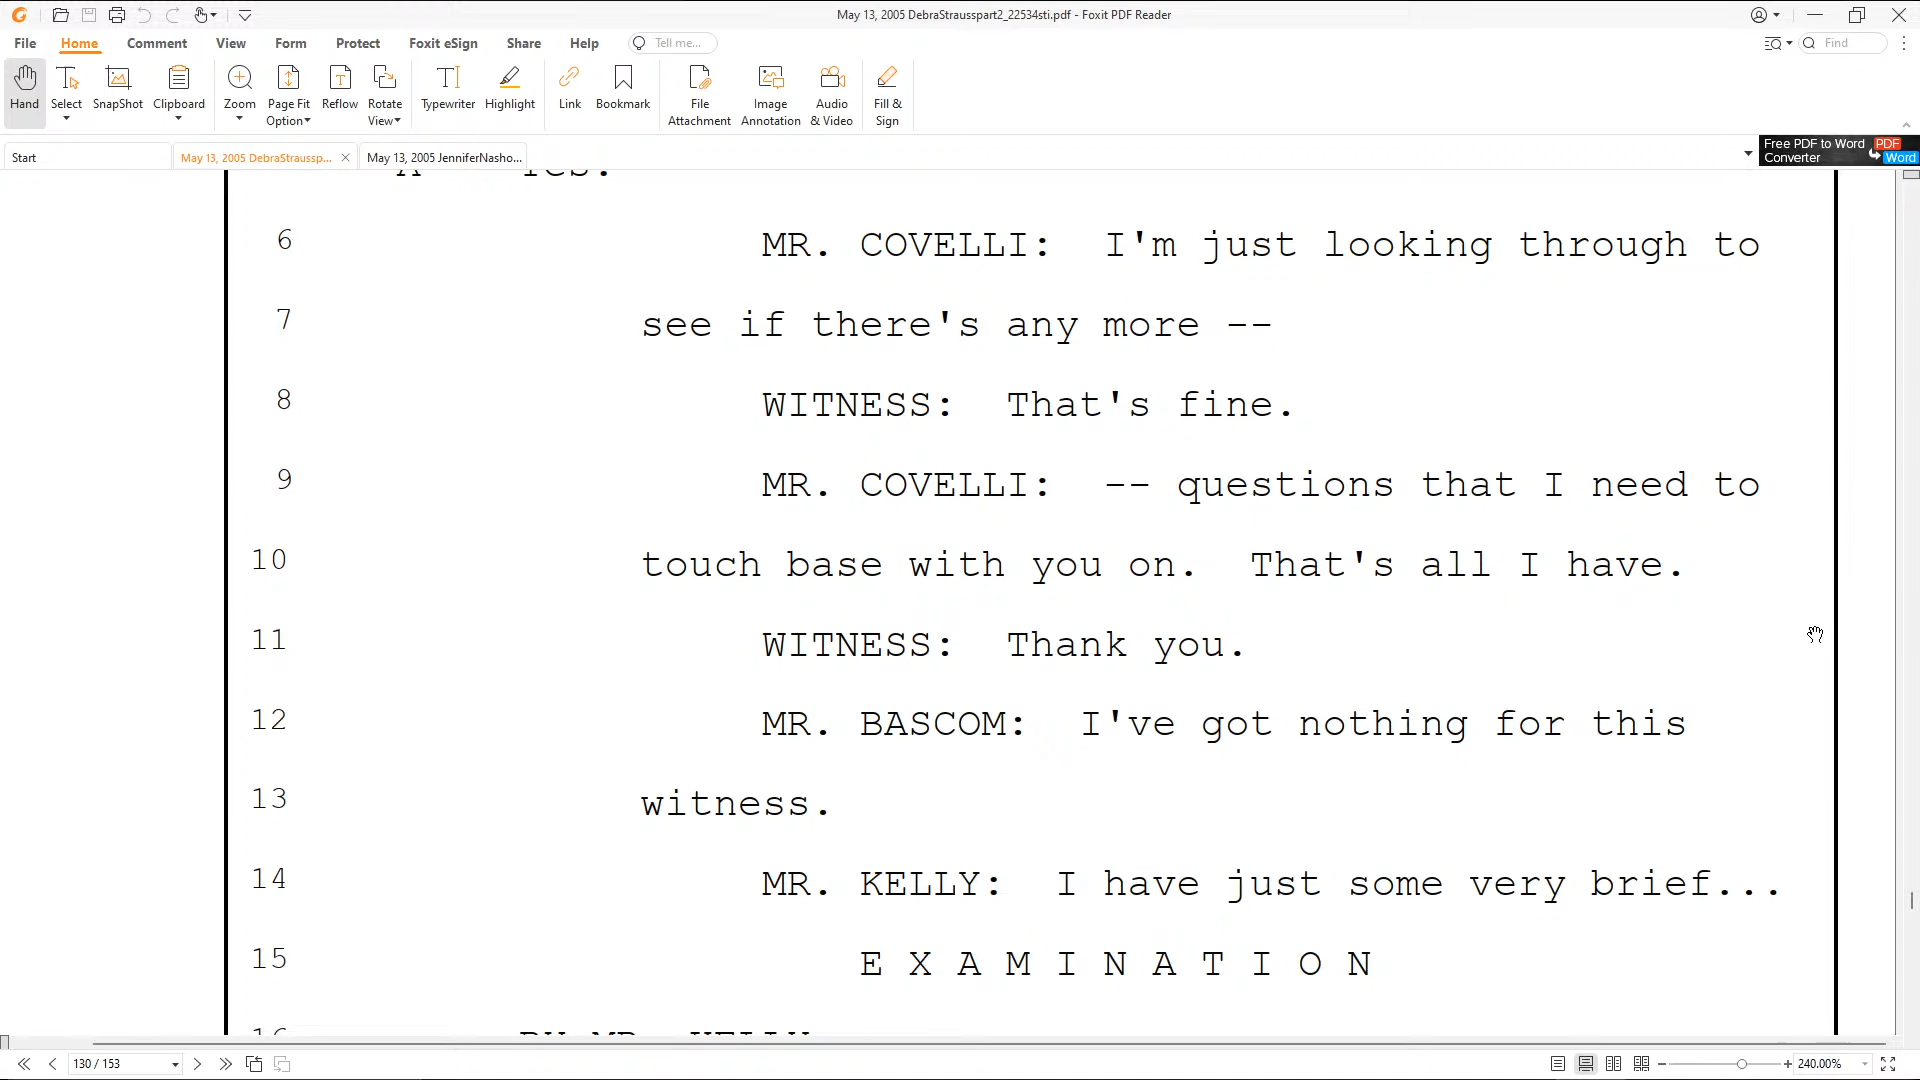 May 13, 2005 DebraStrausspart2_22534sti.pdf - Foxit PDF Reader
File Home Comment View Form Protect Foxit eSign Share Help Tell me... Find
Hand Select SnapShot Clipboard Zoom Page Fit Option Reflow Rotate View Typewriter Highlight Link Bookmark File Attachment Image Annotation Audio & Video Fill & Sign
Start May 13, 2005 DebraStraussp... May 13, 2005 JenniferNasho...
Free PDF to Word Converter PDF Word
6 MR. COVELLI: I'm just looking through to
7 see if there's any more --
8 WITNESS: That's fine.
9 MR. COVELLI: -- questions that I need to
10 touch base with you on. That's all I have.
11 WITNESS: Thank you.
12 MR. BASCOM: I've got nothing for this
13 witness.
14 MR. KELLY: I have just some very brief...
15 E X A M I N A T I O N
130 / 153 240.00%